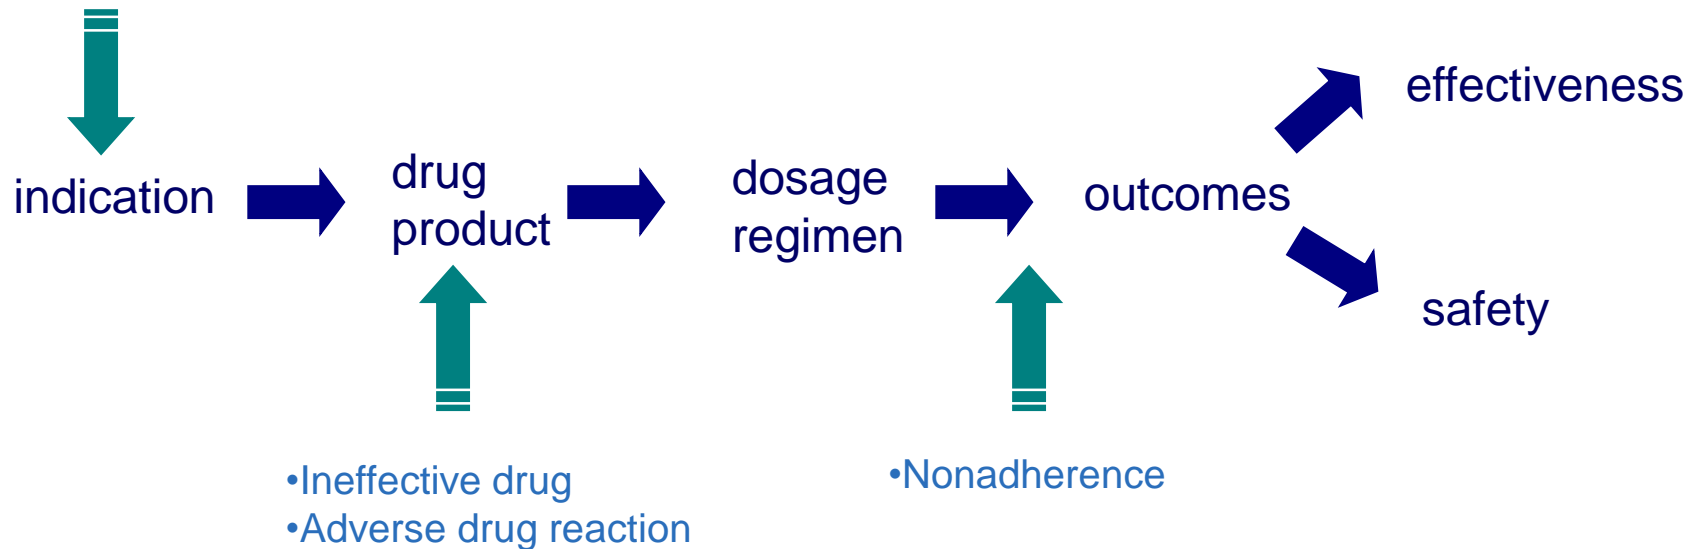 effectiveness
indication
drug
product
dosage
regimen
outcomes
safety
•Ineffective drug
•Adverse drug reaction
•Nonadherence